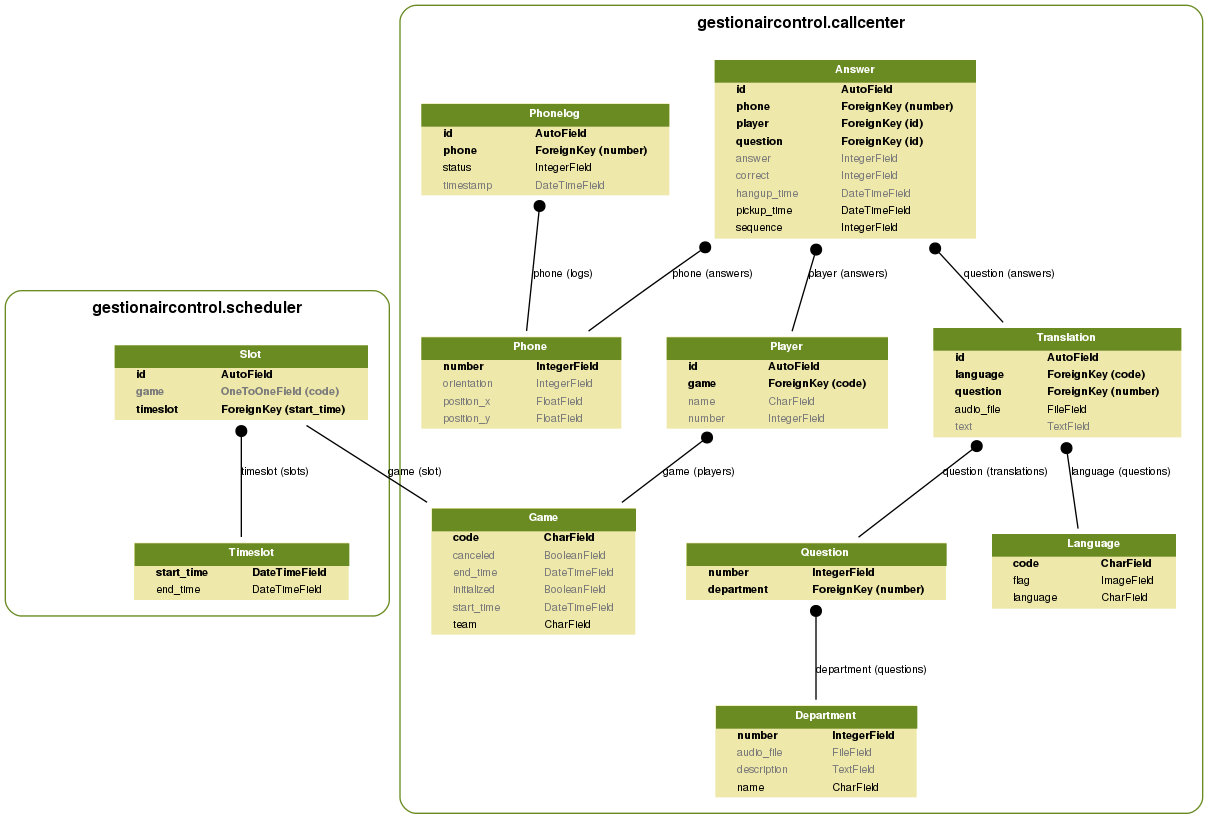 gestionaircontrol.callcenter
Answer
id AutoField
phone ForeignKey (number)
player ForeignKey (id)
question ForeignKey (id)
answer IntegerField
correct IntegerField
hangup_time DateTimeField
pickup_time DateTimeField
sequence IntegerField
Phonelog
id AutoField
phone ForeignKey (number)
status IntegerField
timestamp DateTimeField
phone (logs)
phone (answers)
player (answers)
question (answers)
gestionaircontrol.scheduler
Slot
id AutoField
game OneToOneField (code)
timeslot ForeignKey (start_time)
Phone
number IntegerField
orientation IntegerField
position_x FloatField
position_y FloatField
Player
id AutoField
game ForeignKey (code)
name CharField
number IntegerField
Translation
id AutoField
language ForeignKey (code)
question ForeignKey (number)
audio_file FileField
text TextField
timeslot (slots)
game (slot)
game (players)
question (translations)
language (questions)
Timeslot
start_time DateTimeField
end_time DateTimeField
Game
code CharField
canceled BooleanField
end_time DateTimeField
initialized BooleanField
start_time DateTimeField
team CharField
Question
number IntegerField
department ForeignKey (number)
Language
code CharField
flag ImageField
language CharField
department (questions)
Department
number IntegerField
audio_file FileField
description TextField
name CharField